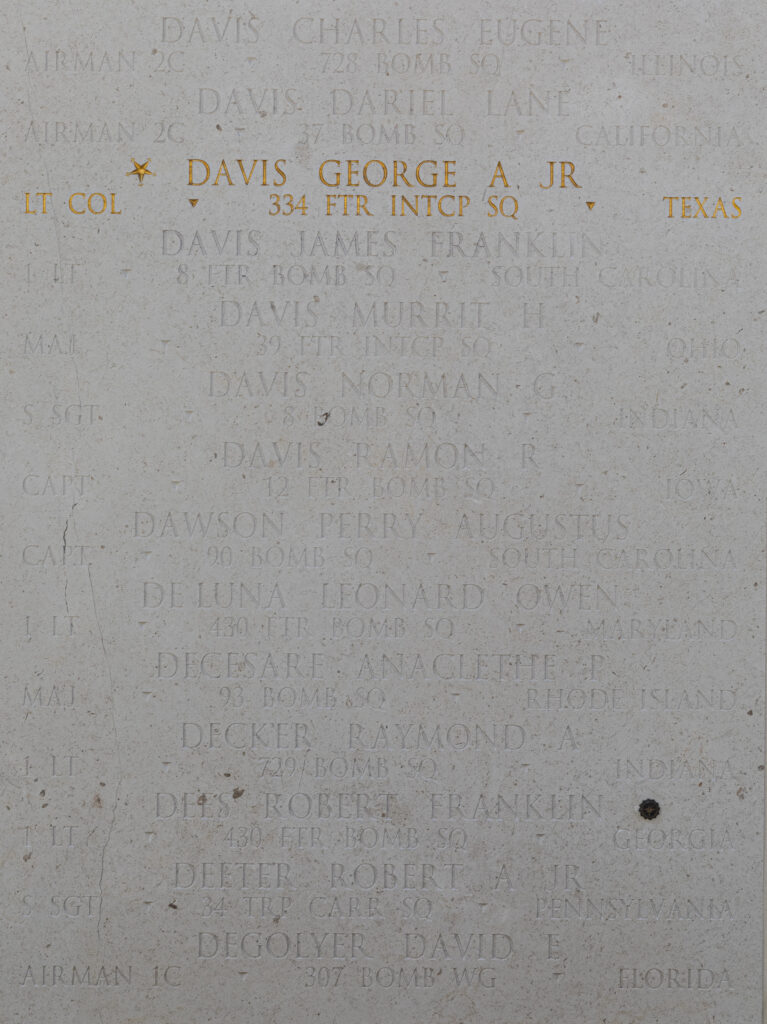 DAVIS CHARLES EUGENE
AIRMAN 2C 728 BOMB SQ ILLINOIS
DAVIS DARIEL LANE
AIRMAN 2C 37 BOMB SQ CALIFORNIA
DAVIS GEORGE A. JR
LT COL 334 FTR INTCP SQ TEXAS
DAVIS JAMES FRANKLIN
1 LT 8 FTR BOMB SQ SOUTH CAROLINA
DAVIS MURRIT H
MAJ 39 FTR INTCP SQ OHIO
DAVIS NORMAN G
S SGT 8 BOMB SQ INDIANA
DAVIS RAMON R
CAPT 12 FTR BOMB SQ IOWA
DAWSON PERRY AUGUSTUS
CAPT 90 BOMB SQ SOUTH CAROLINA
DE LUNA LEONARD OWEN
1 LT 430 FTR BOMB SQ MARYLAND
DECESARE ANACLETHE P
MAJ 93 BOMB SQ RHODE ISLAND
DECKER RAYMOND A
1 LT 729 BOMB SQ INDIANA
DEES ROBERT FRANKLIN
1 LT 430 FTR BOMB SQ GEORGIA
DEETER ROBERT A JR
S SGT 34 TRP CARR SQ PENNSYLVANIA
DEGOLYER DAVID E
AIRMAN 1C 307 BOMB WG FLORIDA